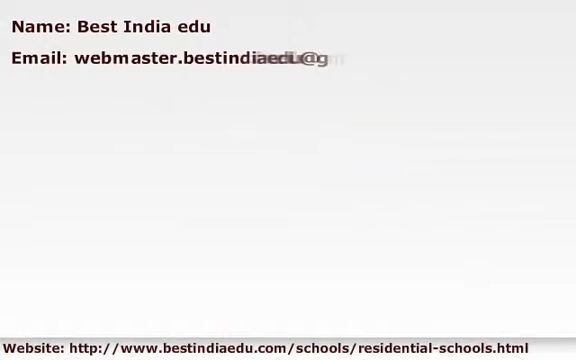 Name: Best India edu
Email: webmaster.bestindiaedu@g
Website: http://www.bestindiaedu.com/schools/residential-schools.html